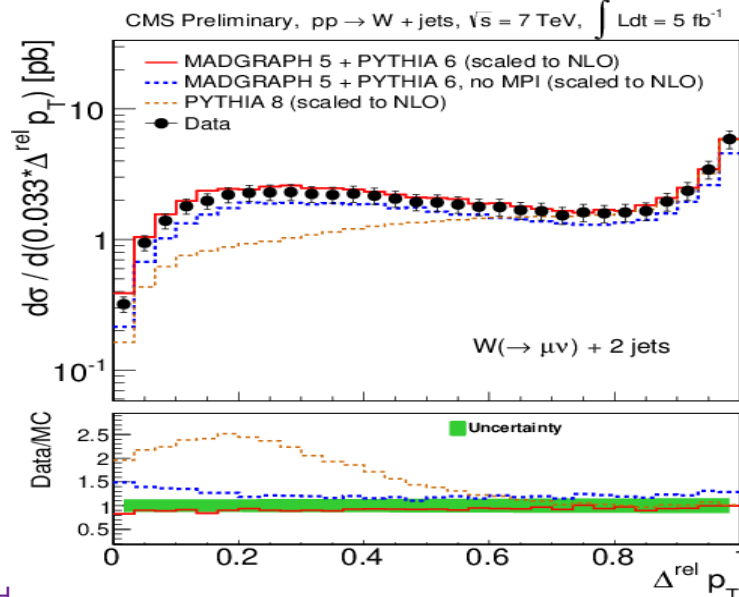 CMS Preliminary, pp → W + jets, √s = 7 TeV, ∫ Ldt = 5 fb⁻¹
MADGRAPH 5 + PYTHIA 6 (scaled to NLO)
MADGRAPH 5 + PYTHIA 6, no MPI (scaled to NLO)
PYTHIA 8 (scaled to NLO)
Data
dσ / d(0.033*Δ^rel p_T) [pb]
10
1
10⁻¹
W(→ μν) + 2 jets
Data/MC
2.5
2
1.5
1
0.5
Uncertainty
0 0.2 0.4 0.6 0.8 1
Δ^rel p_T